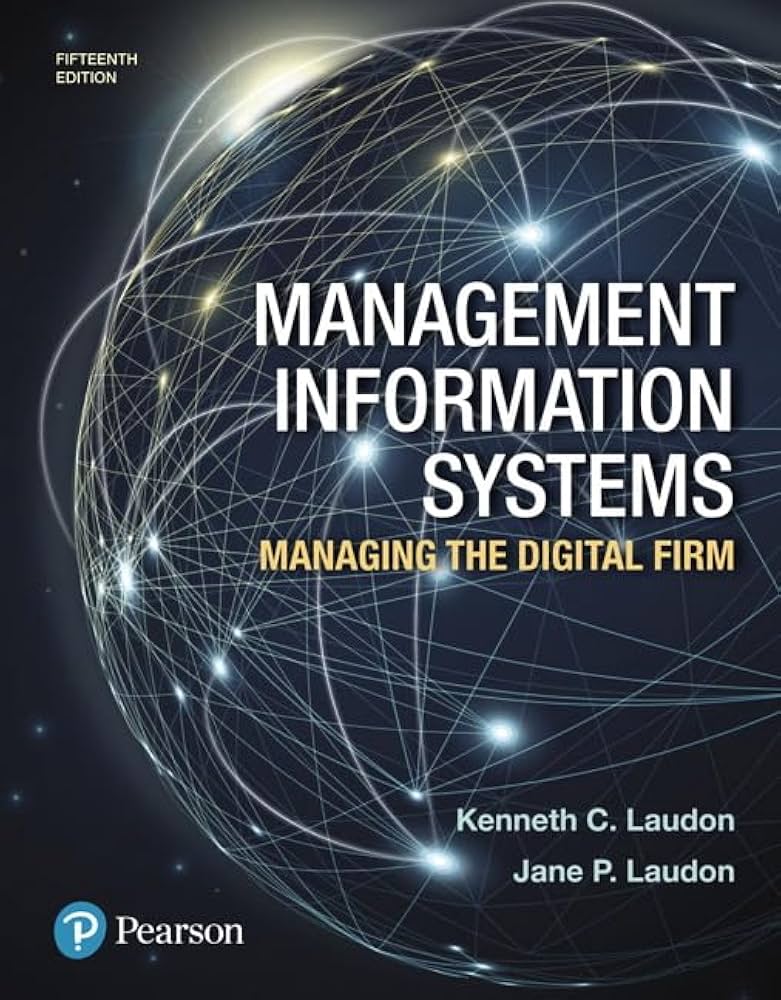 FIFTEENTH
EDITION
MANAGEMENT
INFORMATION
SYSTEMS
MANAGING THE DIGITAL FIRM
Kenneth C. Laudon
Jane P. Laudon
P Pearson